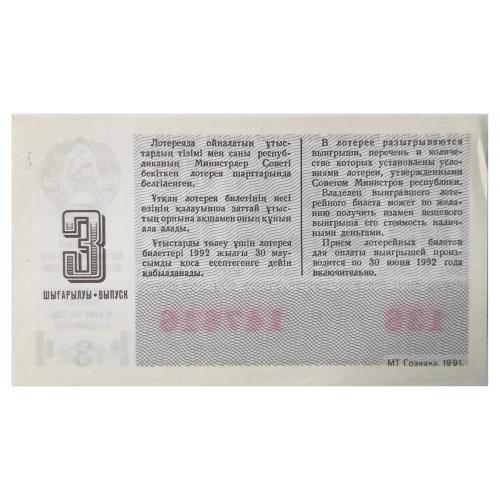 Лотереяда ойналатын ұтыс-
тардың тізімі мен саны респуб-
ликаның Министрлер Советі
бекіткен лотерея шарттарында
белгіленген.
Ұтқан лотерея билетінің иесі
өзінің қалауынша заттай ұтыс-
тың орнына ақшамен оның құнын
ала алады.
Ұтыстарды төлеу үшін лотерея
билеттері 1992 жылғы 30 мау-
сымды қоса есептегенге дейін
қабылданады.
В лотерее разыгрываются
выигрыши, перечень и количе-
ство которых установлены усло-
виями лотереи, утвержденными
Советом Министров республики.
Владелец выигравшего лоте-
рейного билета может по жела-
нию получить взамен вещевого
выигрыша его стоимость налич-
ными деньгами.
Прием лотерейных билетов
для оплаты выигрышей произ-
водится по 30 июня 1992 года
включительно.
3
ШЫҒАРЫЛУЫ • ВЫПУСК
МТ Гознака. 1991.